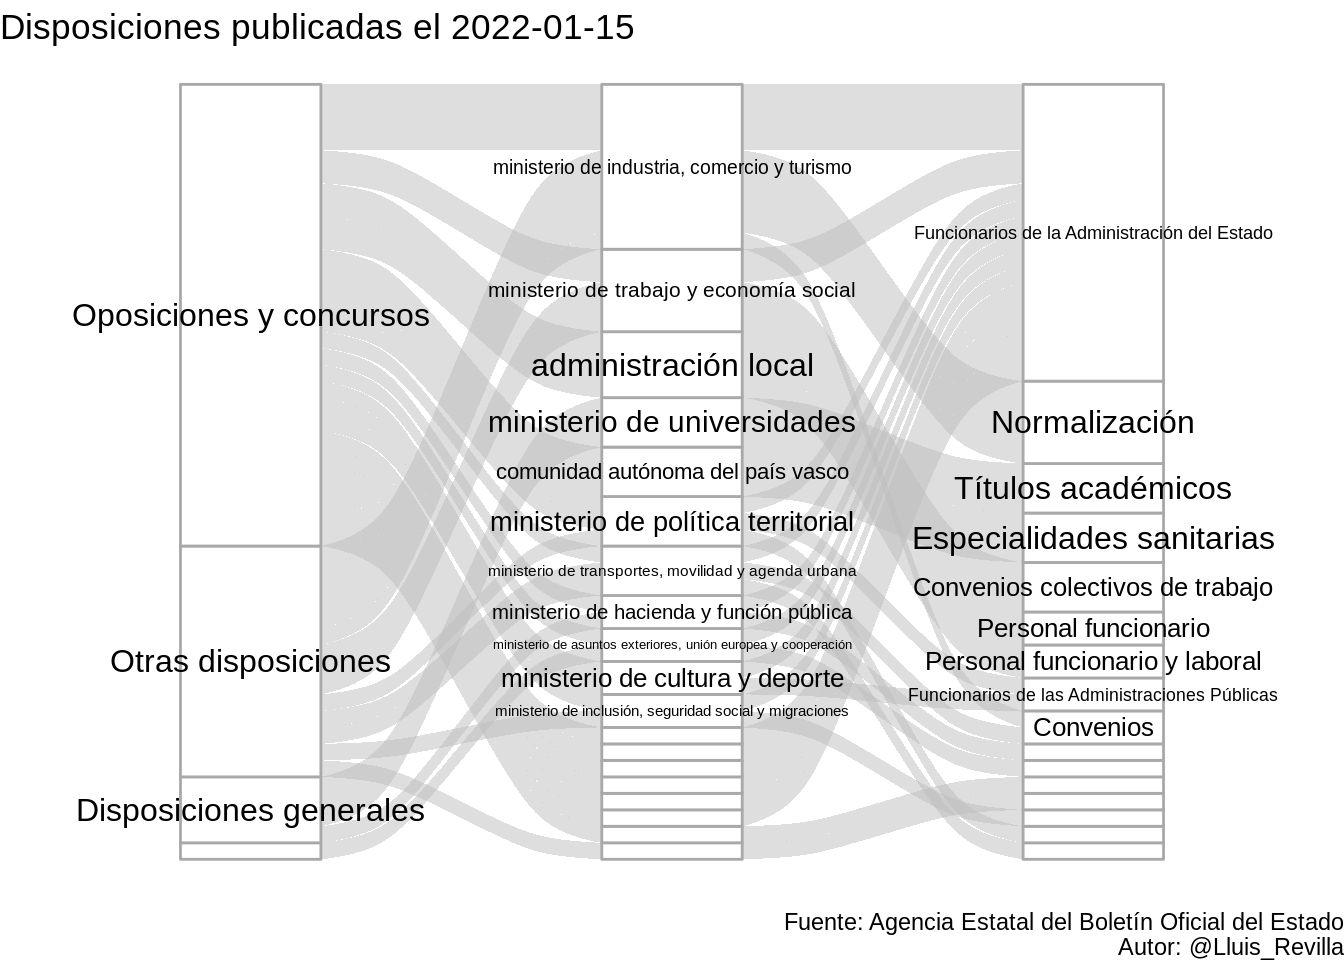 Disposiciones publicadas el 2022-01-15
Oposiciones y concursos
Otras disposiciones
Disposiciones generales
ministerio de industria, comercio y turismo
ministerio de trabajo y economía social
administración local
ministerio de universidades
comunidad autónoma del país vasco
ministerio de política territorial
ministerio de transportes, movilidad y agenda urbana
ministerio de hacienda y función pública
ministerio de asuntos exteriores, unión europea y cooperación
ministerio de cultura y deporte
ministerio de inclusión, seguridad social y migraciones
Funcionarios de la Administración del Estado
Normalización
Títulos académicos
Especialidades sanitarias
Convenios colectivos de trabajo
Personal funcionario
Personal funcionario y laboral
Funcionarios de las Administraciones Públicas
Convenios
Fuente: Agencia Estatal del Boletín Oficial del Estado
Autor: @Lluis_Revilla